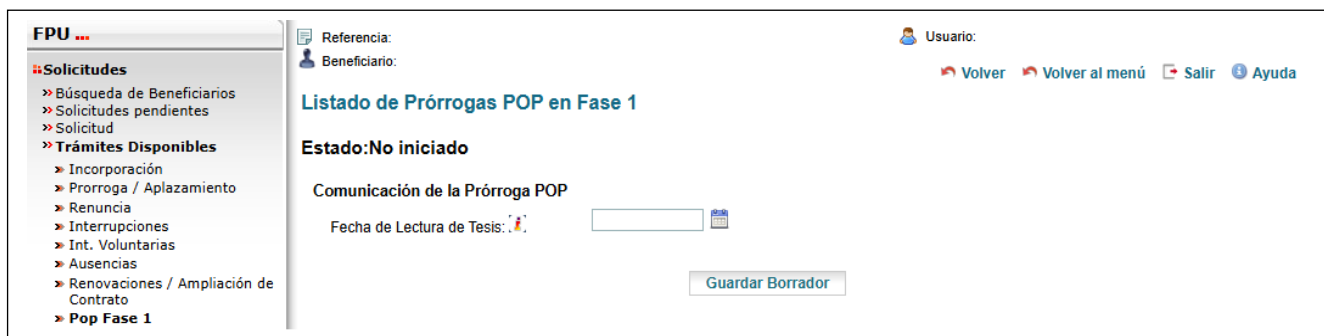 FPU ...
Solicitudes
Búsqueda de Beneficiarios
Solicitudes pendientes
Solicitud
Trámites Disponibles
Incorporación
Prorroga / Aplazamiento
Renuncia
Interrupciones
Int. Voluntarias
Ausencias
Renovaciones / Ampliación de
Contrato
Pop Fase 1
Referencia:
Usuario:
Beneficiario:
Volver Volver al menú Salir Ayuda
Listado de Prórrogas POP en Fase 1
Estado:No iniciado
Comunicación de la Prórroga POP
Fecha de Lectura de Tesis:
Guardar Borrador